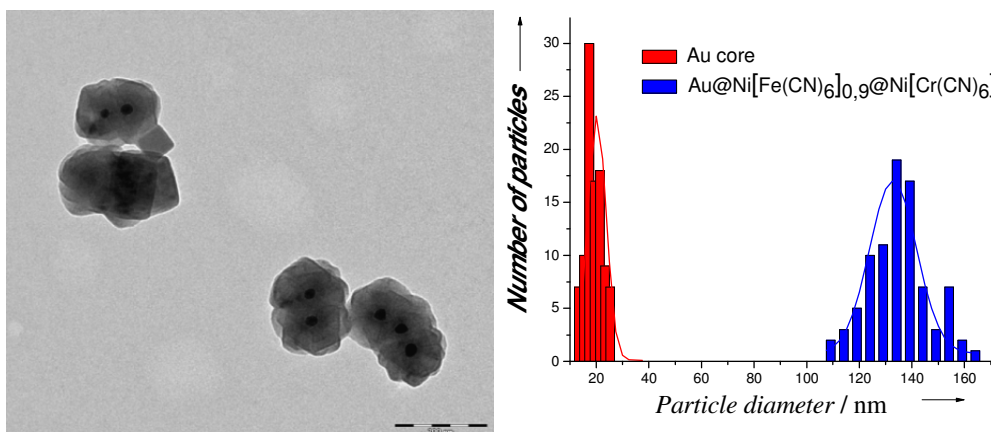 Au core
Au@Ni[Fe(CN)6]0,9@Ni[Cr(CN)6
Number of particles
30
25
20
15
10
5
0
20 40 60 80 100 120 140 160
Particle diameter / nm